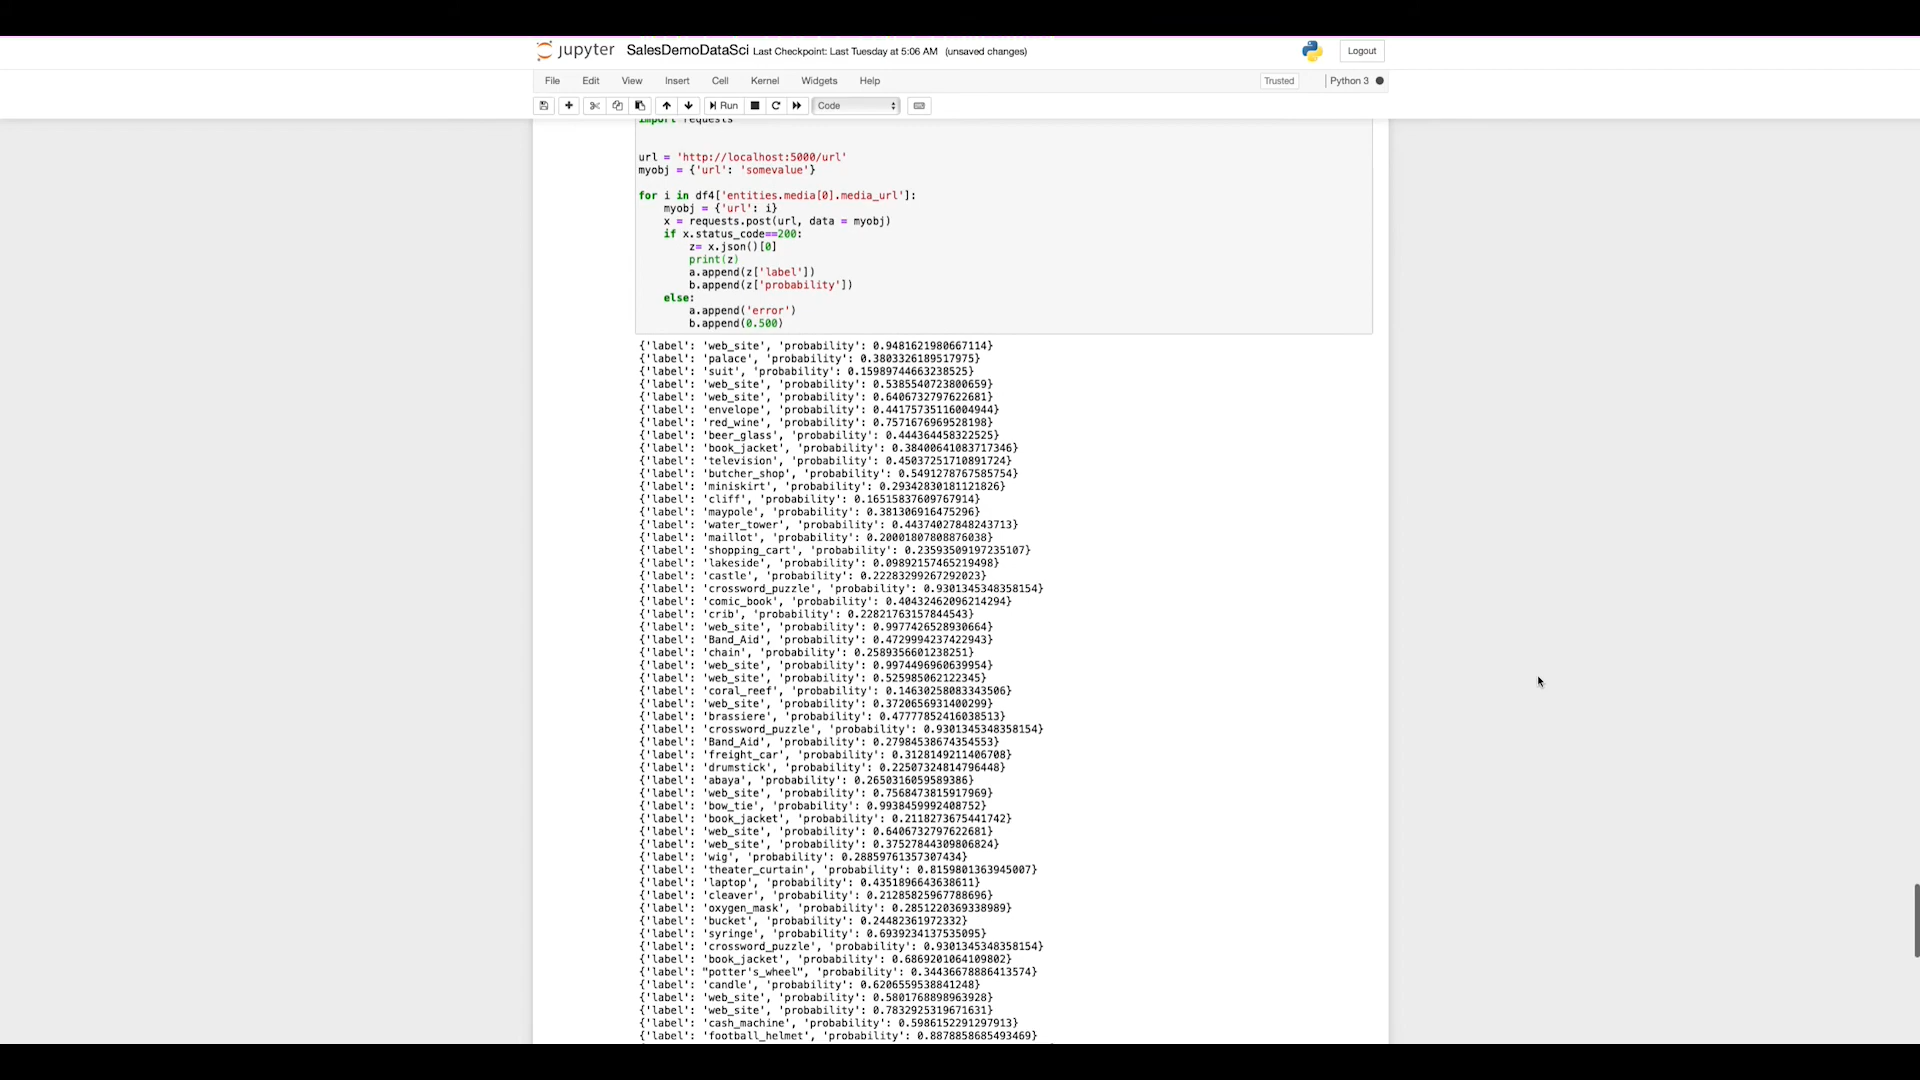 jupyter SalesDemoDataSci Last Checkpoint: Last Tuesday at 5:06 AM (unsaved changes) Logout
File Edit View Insert Cell Kernel Widgets Help Trusted Python 3
Run Code
import requests
url = 'http://localhost:5000/url'
myobj = {'url': 'somevalue'}
for i in df4['entities.media[0].media_url']:
    myobj = {'url': i}
    x = requests.post(url, data = myobj)
    if x.status_code==200:
        z= x.json()[0]
        print(z)
        a.append(z['label'])
        b.append(z['probability'])
    else:
        a.append('error')
        b.append(0.500)
{'label': 'web_site', 'probability': 0.9481621980667114}
{'label': 'palace', 'probability': 0.3803326189517975}
{'label': 'suit', 'probability': 0.15989744663238525}
{'label': 'web_site', 'probability': 0.5385540723800659}
{'label': 'web_site', 'probability': 0.6406732797622681}
{'label': 'envelope', 'probability': 0.44175735116004944}
{'label': 'red_wine', 'probability': 0.7571676969528198}
{'label': 'beer_glass', 'probability': 0.444364458322525}
{'label': 'book_jacket', 'probability': 0.38400641083717346}
{'label': 'television', 'probability': 0.45037251710891724}
{'label': 'butcher_shop', 'probability': 0.5491278767585754}
{'label': 'miniskirt', 'probability': 0.29342830181121826}
{'label': 'cliff', 'probability': 0.16515837609767914}
{'label': 'maypole', 'probability': 0.381306916475296}
{'label': 'water_tower', 'probability': 0.44374027848243713}
{'label': 'maillot', 'probability': 0.20001807808876038}
{'label': 'shopping_cart', 'probability': 0.23593509197235107}
{'label': 'lakeside', 'probability': 0.09892157465219498}
{'label': 'castle', 'probability': 0.22283299267292023}
{'label': 'crossword_puzzle', 'probability': 0.9301345348358154}
{'label': 'comic_book', 'probability': 0.40432462096214294}
{'label': 'crib', 'probability': 0.22821763157844543}
{'label': 'web_site', 'probability': 0.9977426528930664}
{'label': 'Band_Aid', 'probability': 0.4729994237422943}
{'label': 'chain', 'probability': 0.2589356601238251}
{'label': 'web_site', 'probability': 0.9974496960639954}
{'label': 'web_site', 'probability': 0.525985062122345}
{'label': 'coral_reef', 'probability': 0.14630258083343506}
{'label': 'web_site', 'probability': 0.3720656931400299}
{'label': 'brassiere', 'probability': 0.47777852416038513}
{'label': 'crossword_puzzle', 'probability': 0.9301345348358154}
{'label': 'Band_Aid', 'probability': 0.27984538674354553}
{'label': 'freight_car', 'probability': 0.3128149211406708}
{'label': 'drumstick', 'probability': 0.22507324814796448}
{'label': 'abaya', 'probability': 0.2650316059589386}
{'label': 'web_site', 'probability': 0.7568473815917969}
{'label': 'bow_tie', 'probability': 0.9938459992408752}
{'label': 'book_jacket', 'probability': 0.2118273675441742}
{'label': 'web_site', 'probability': 0.6406732797622681}
{'label': 'web_site', 'probability': 0.37527844309806824}
{'label': 'wig', 'probability': 0.28859761357307434}
{'label': 'theater_curtain', 'probability': 0.8159801363945007}
{'label': 'laptop', 'probability': 0.4351896643638611}
{'label': 'cleaver', 'probability': 0.21285825967788696}
{'label': 'oxygen_mask', 'probability': 0.2851220369338989}
{'label': 'bucket', 'probability': 0.24482361972332}
{'label': 'syringe', 'probability': 0.6939234137535095}
{'label': 'crossword_puzzle', 'probability': 0.9301345348358154}
{'label': 'book_jacket', 'probability': 0.6869201064109802}
{'label': "potter's_wheel", 'probability': 0.34436678886413574}
{'label': 'candle', 'probability': 0.6206559538841248}
{'label': 'web_site', 'probability': 0.5801768898963928}
{'label': 'web_site', 'probability': 0.7832925319671631}
{'label': 'cash_machine', 'probability': 0.5986152291297913}
{'label': 'football_helmet', 'probability': 0.8878858685493469}